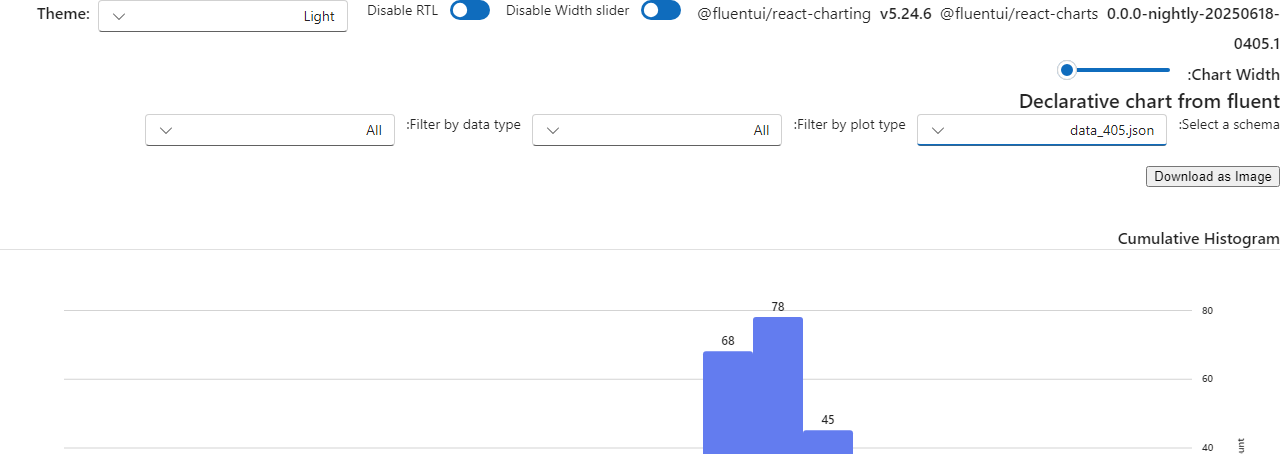 Theme: Light Disable RTL Disable Width slider @fluentui/react-charting v5.24.6 @fluentui/react-charts 0.0.0-nightly-20250618-
0405.1
:Chart Width
Declarative chart from fluent
:Select a schema data_405.json :Filter by plot type All :Filter by data type All
Download as Image
Cumulative Histogram
78
80
68
60
45
40